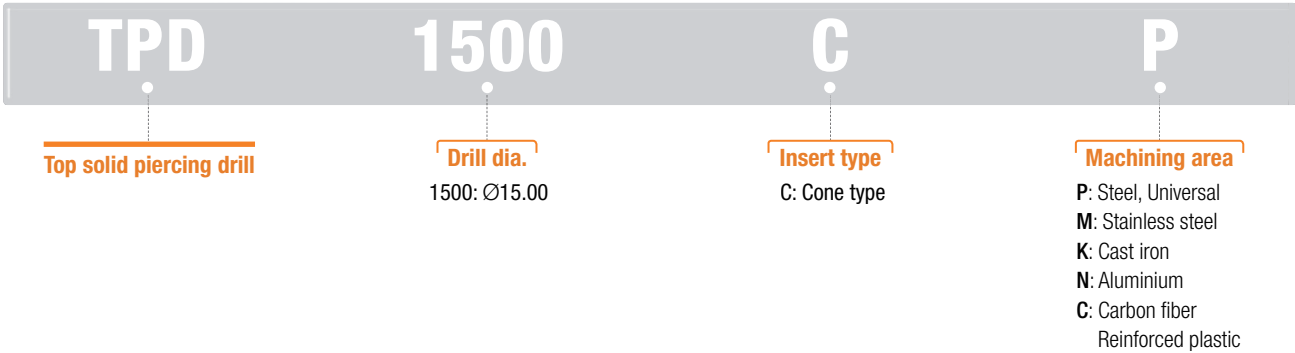 TPD 1500 C P
Top solid piercing drill
Drill dia.
1500: Ø15.00
Insert type
C: Cone type
Machining area
P: Steel, Universal
M: Stainless steel
K: Cast iron
N: Aluminium
C: Carbon fiber
Reinforced plastic